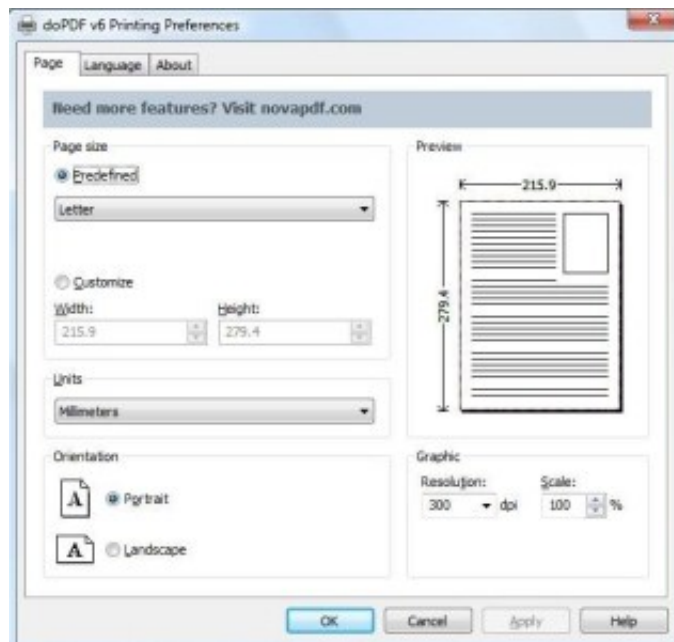 doPDF v6 Printing Preferences
Page Language About
Need more features? Visit novapdf.com
Page size
Predefined
Letter
Customize
Width: Height:
215.9 279.4
Units
Millimeters
Orientation
A Portrait
A Landscape
Preview
215.9
279.4
Graphic
Resolution: Scale:
300 dpi 100 %
OK Cancel Apply Help